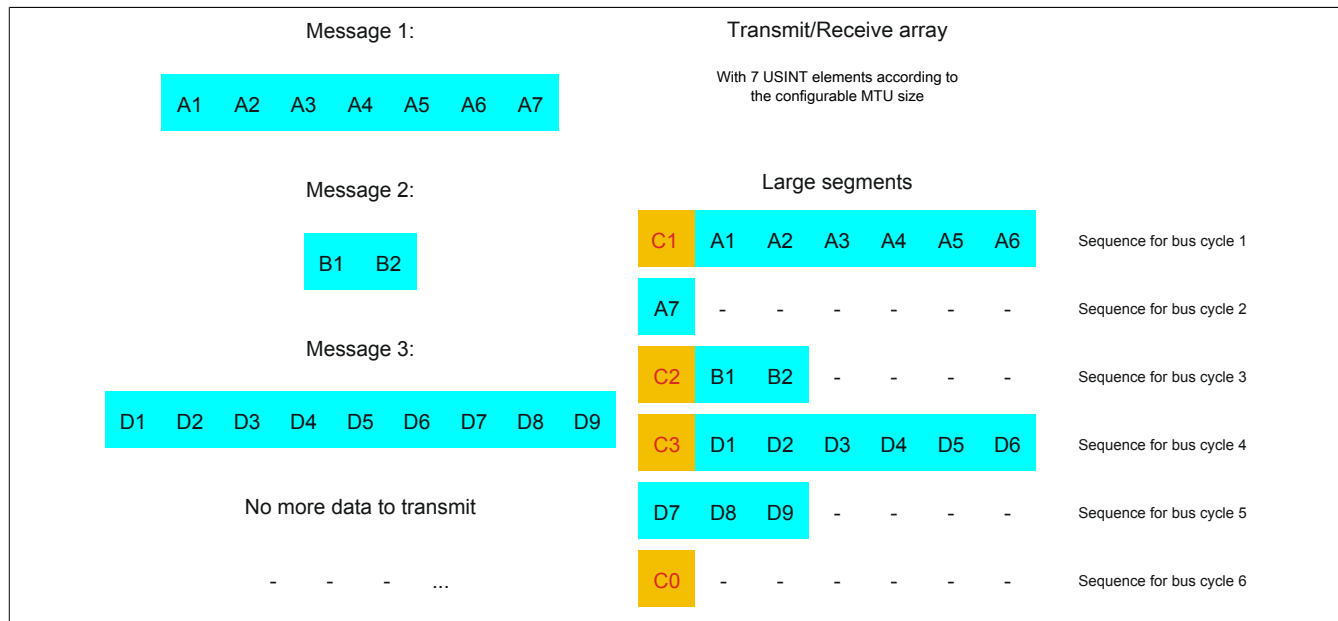 Message 1:
A1 A2 A3 A4 A5 A6 A7
Message 2:
B1 B2
Message 3:
D1 D2 D3 D4 D5 D6 D7 D8 D9
No more data to transmit
- - - ...
Transmit/Receive array
With 7 USINT elements according to
the configurable MTU size
Large segments
C1 A1 A2 A3 A4 A5 A6 Sequence for bus cycle 1
A7 - - - - - - Sequence for bus cycle 2
C2 B1 B2 - - - - Sequence for bus cycle 3
C3 D1 D2 D3 D4 D5 D6 Sequence for bus cycle 4
D7 D8 D9 - - - - Sequence for bus cycle 5
C0 - - - - - - Sequence for bus cycle 6